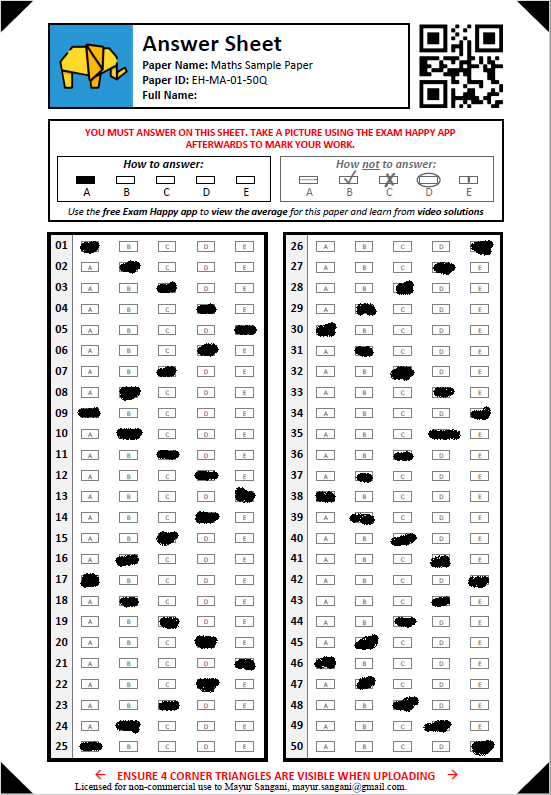 Answer Sheet
Paper Name: Maths Sample Paper
Paper ID: EH-MA-01-50Q
Full Name:
YOU MUST ANSWER ON THIS SHEET. TAKE A PICTURE USING THE EXAM HAPPY APP
AFTERWARDS TO MARK YOUR WORK.
How to answer:
A B C D E
How not to answer:
A B C D E
Use the free Exam Happy app to view the average for this paper and learn from video solutions
01 B C D E
02 A C D E
03 A B D E
04 A B C E
05 A B C D
06 A B C E
07 A B D E
08 A C D E
09 B C D E
10 A C D E
11 A B D E
12 A B C E
13 A B C D
14 A B C E
15 A B D E
16 A C D E
17 B C D E
18 A C D E
19 A B D E
20 A B C E
21 A B C D
22 A B C E
23 A B D E
24 A C D E
25 B C D E
26 A B C D
27 A B C E
28 A B D E
29 A C D E
30 B C D E
31 A C D E
32 A B D E
33 A B C E
34 A B C D
35 A B C E
36 A B D E
37 A C D E
38 B C D E
39 A C D E
40 A B D E
41 A B C E
42 A B C D
43 A B C E
44 A B D E
45 A C D E
46 B C D E
47 A C D E
48 A B D E
49 A B C E
50 A B C D
← ENSURE 4 CORNER TRIANGLES ARE VISIBLE WHEN UPLOADING →
Licensed for non-commercial use to Mayur Sangani, mayur.sangani@gmail.com.